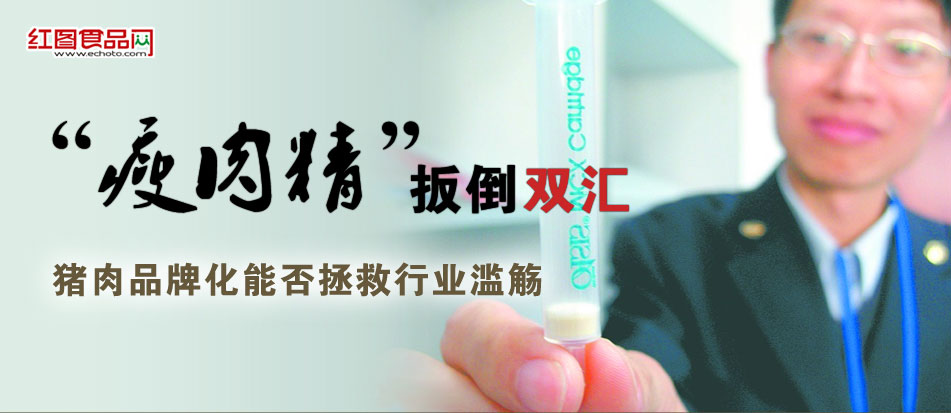 红图食品网
www.echoto.com
“瘦肉精”扳倒双汇
猪肉品牌化能否拯救行业滥觞
Oasis® MCX Cartridge